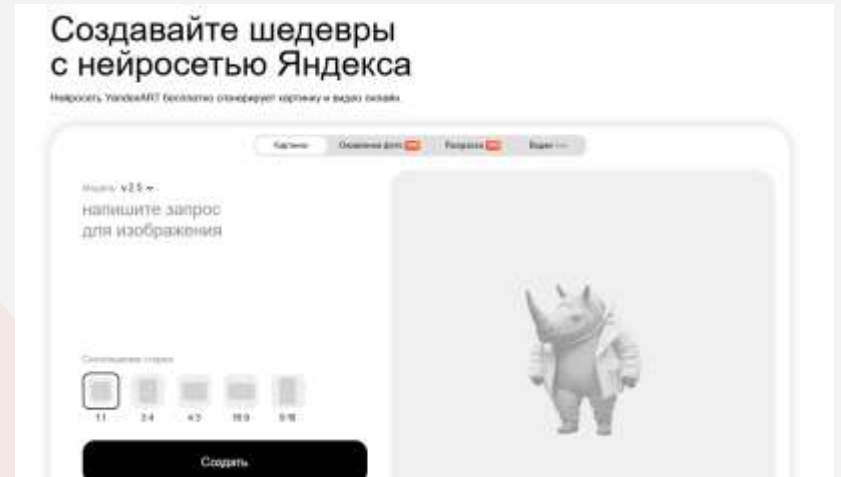 Создавайте шедевры
с нейросетью Яндекса
Нейросеть YandexART бесплатно сгенерирует картинку и видео онлайн
Картинки Оживление фото Раскраска Видео
Модель v2.5
напишите запрос
для изображения
Соотношение сторон
1:1 3:4 4:3 16:9 9:16
Создать